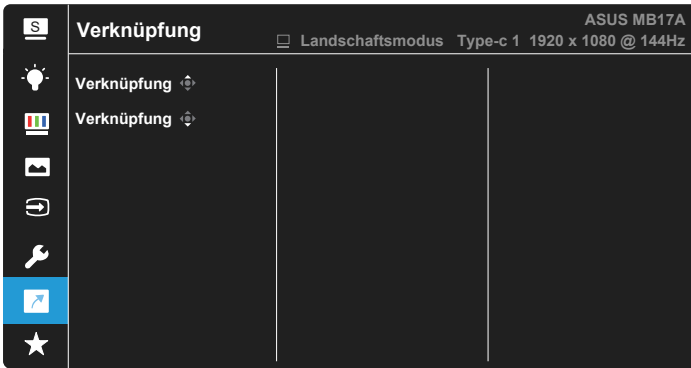 S
Verknüpfung
ASUS MB17A
Landschaftsmodus Type-c 1 1920 x 1080 @ 144Hz
Verknüpfung
Verknüpfung